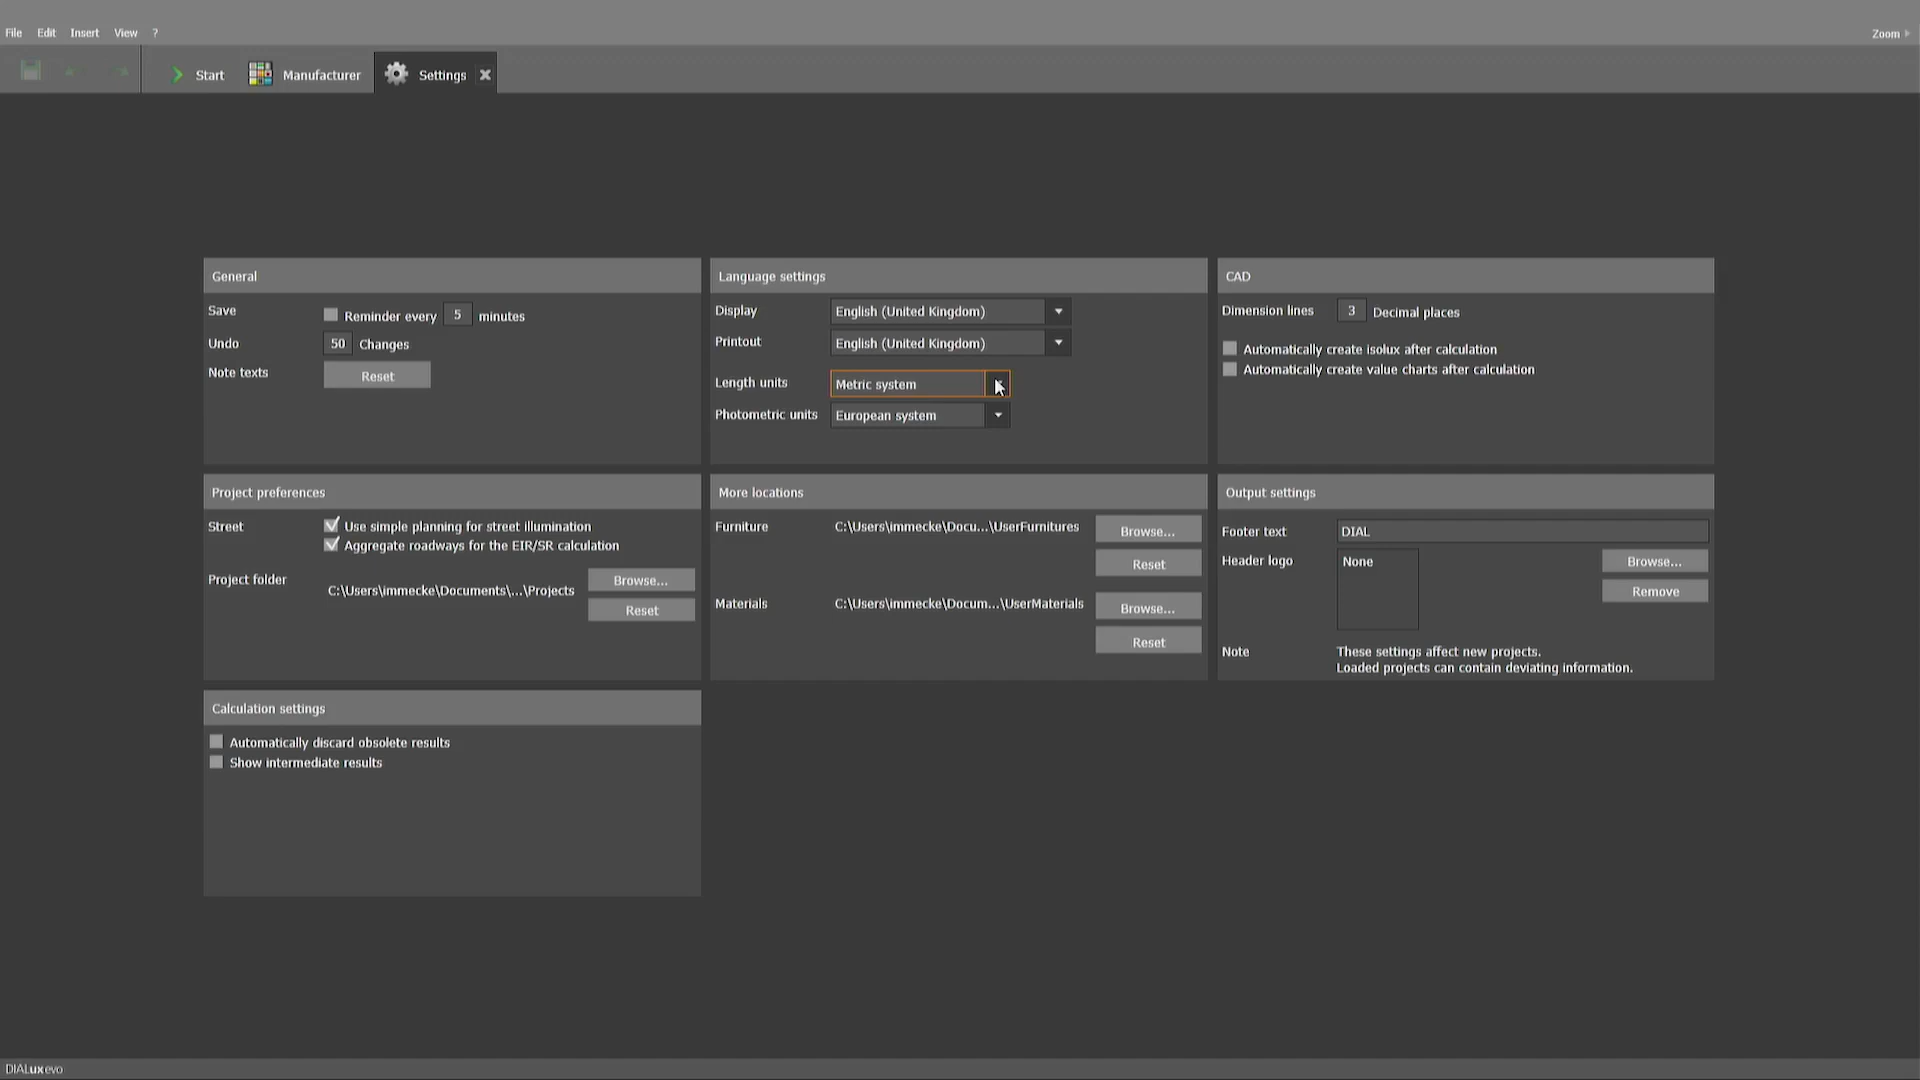 File Edit Insert View ?
Zoom
Start Manufacturer Settings
General
Save Reminder every 5 minutes
Undo 50 Changes
Note texts Reset
Language settings
Display English (United Kingdom)
Printout English (United Kingdom)
Length units Metric system
Photometric units European system
CAD
Dimension lines 3 Decimal places
Automatically create isolux after calculation
Automatically create value charts after calculation
Project preferences
Street Use simple planning for street illumination
Aggregate roadways for the EIR/SR calculation
Project folder C:\Users\immecke\Documents\...\Projects Browse...
Reset
More locations
Furniture C:\Users\immecke\Docu...\UserFurnitures Browse...
Reset
Materials C:\Users\immecke\Docum...\UserMaterials Browse...
Reset
Output settings
Footer text DIAL
Header logo None Browse...
Remove
Note These settings affect new projects.
Loaded projects can contain deviating information.
Calculation settings
Automatically discard obsolete results
Show intermediate results
DIALux evo